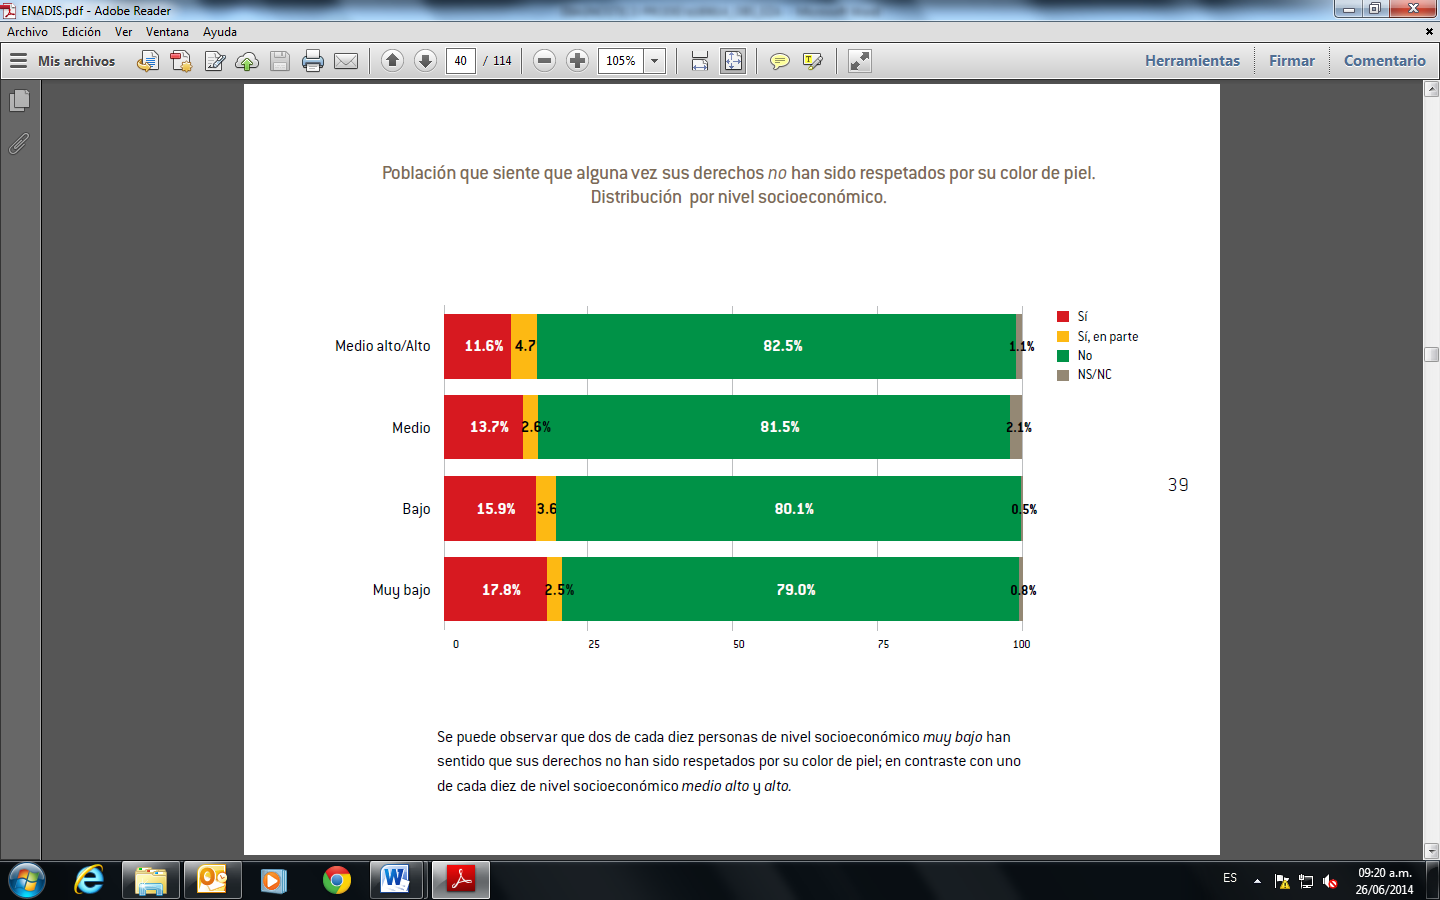 ENADIS.pdf - Adobe Reader
Archivo Edición Ver Ventana Ayuda
Mis archivos 40 / 114 105% Herramientas Firmar Comentario
Población que siente que alguna vez sus derechos no han sido respetados por su color de piel.
Distribución por nivel socioeconómico.
Sí
Sí, en parte
No
NS/NC
Medio alto/Alto 11.6% 4.7 82.5% 1.1%
Medio 13.7% 2.6% 81.5% 2.1%
Bajo 15.9% 3.6 80.1% 0.5%
Muy bajo 17.8% 2.5% 79.0% 0.8%
0 25 50 75 100
39
Se puede observar que dos de cada diez personas de nivel socioeconómico muy bajo han
sentido que sus derechos no han sido respetados por su color de piel; en contraste con uno
de cada diez de nivel socioeconómico medio alto y alto.
ES
09:20 a.m.
26/06/2014